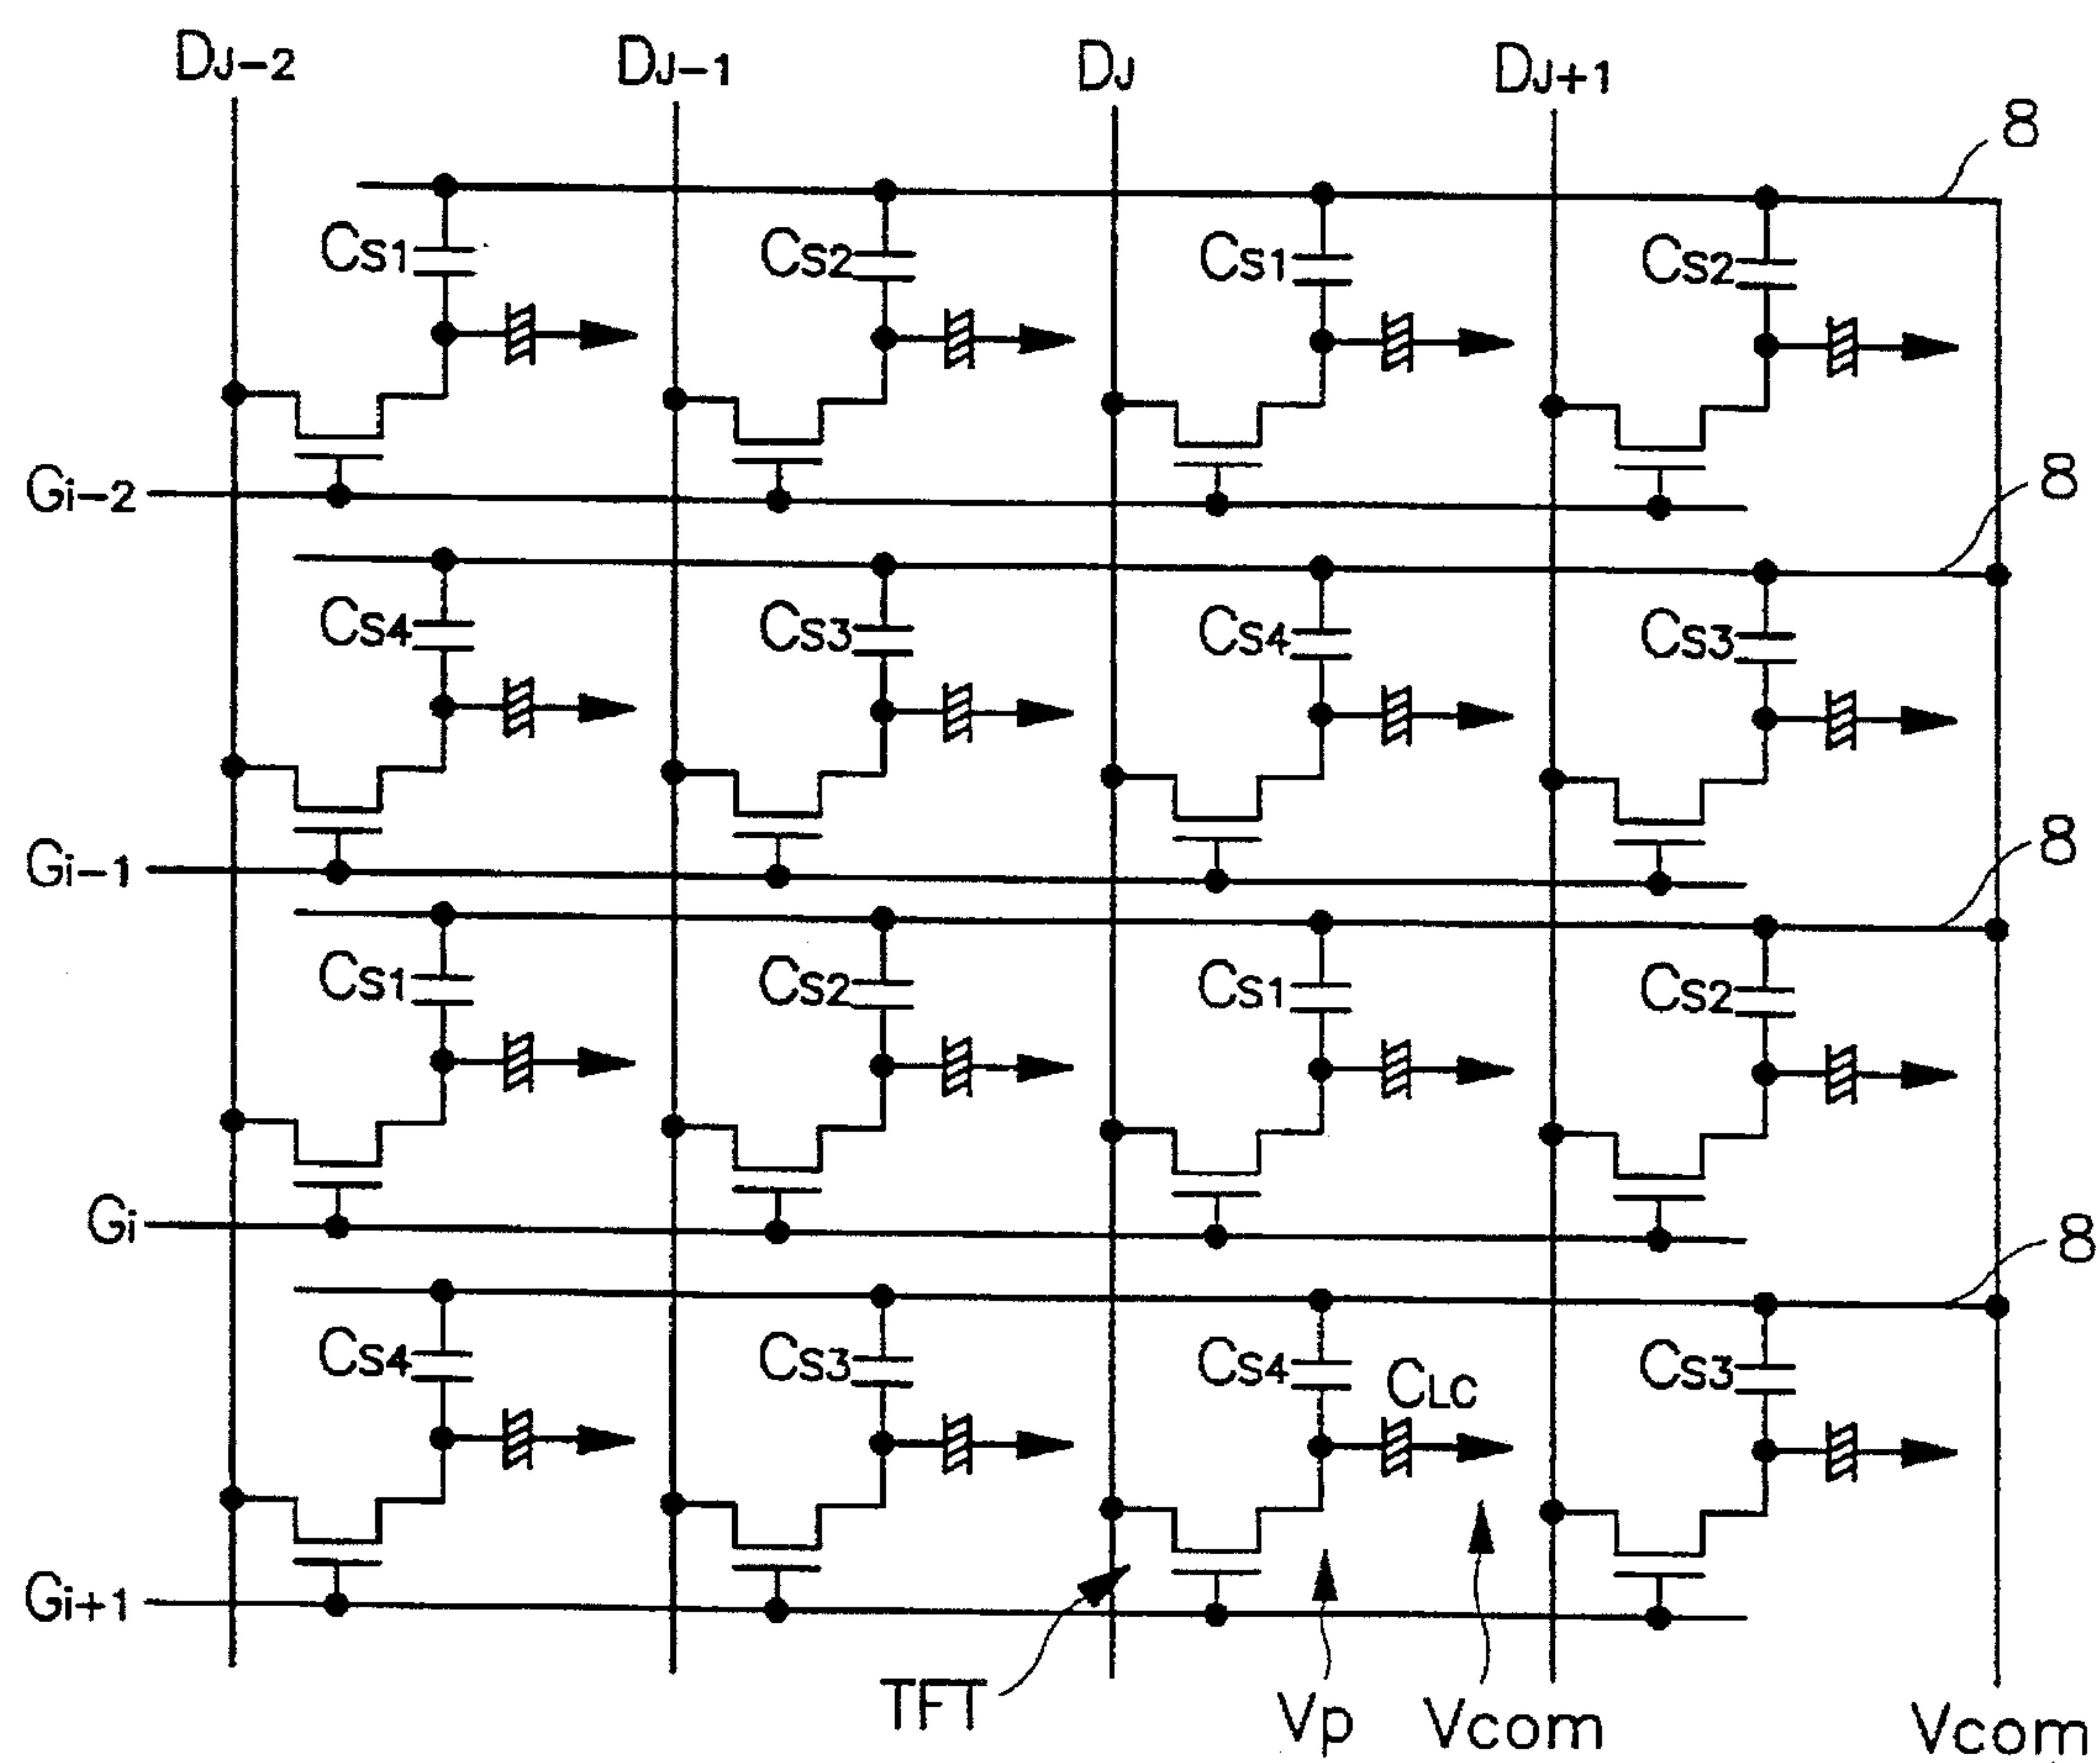 DJ-2 DJ-1 DJ DJ+1
8
CS1 CS2 CS1 CS2
Gi-2
8
CS4 CS3 CS4 CS3
Gi-1
8
CS1 CS2 CS1 CS2
Gi
8
CS4 CS3 CS4 CLC CS3
Gi+1
TFT Vp Vcom Vcom